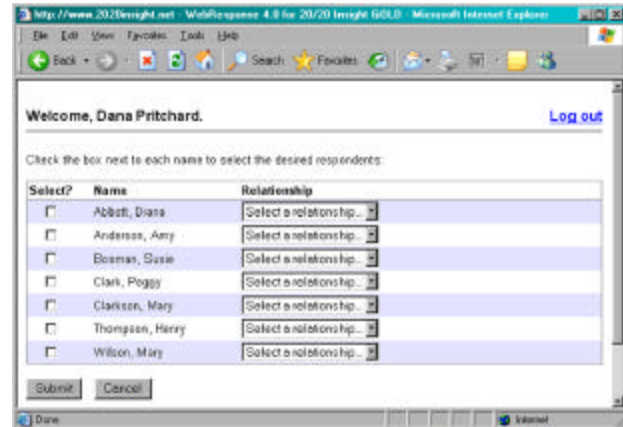 http://www.2020insight.net - WebResponse 4.0 for 20/20 Insight GOLD - Microsoft Internet Explorer
File Edit View Favorites Tools Help
Back Search Favorites
Welcome, Dana Pritchard. Log out
Check the box next to each name to select the desired respondents:
Select? Name Relationship
Abbott, Diana Select a relationship...
Anderson, Amy Select a relationship...
Bosman, Susie Select a relationship...
Clark, Peggy Select a relationship...
Clarkson, Mary Select a relationship...
Thompson, Henry Select a relationship...
Willson, Mary Select a relationship...
Submit Cancel
Done Internet